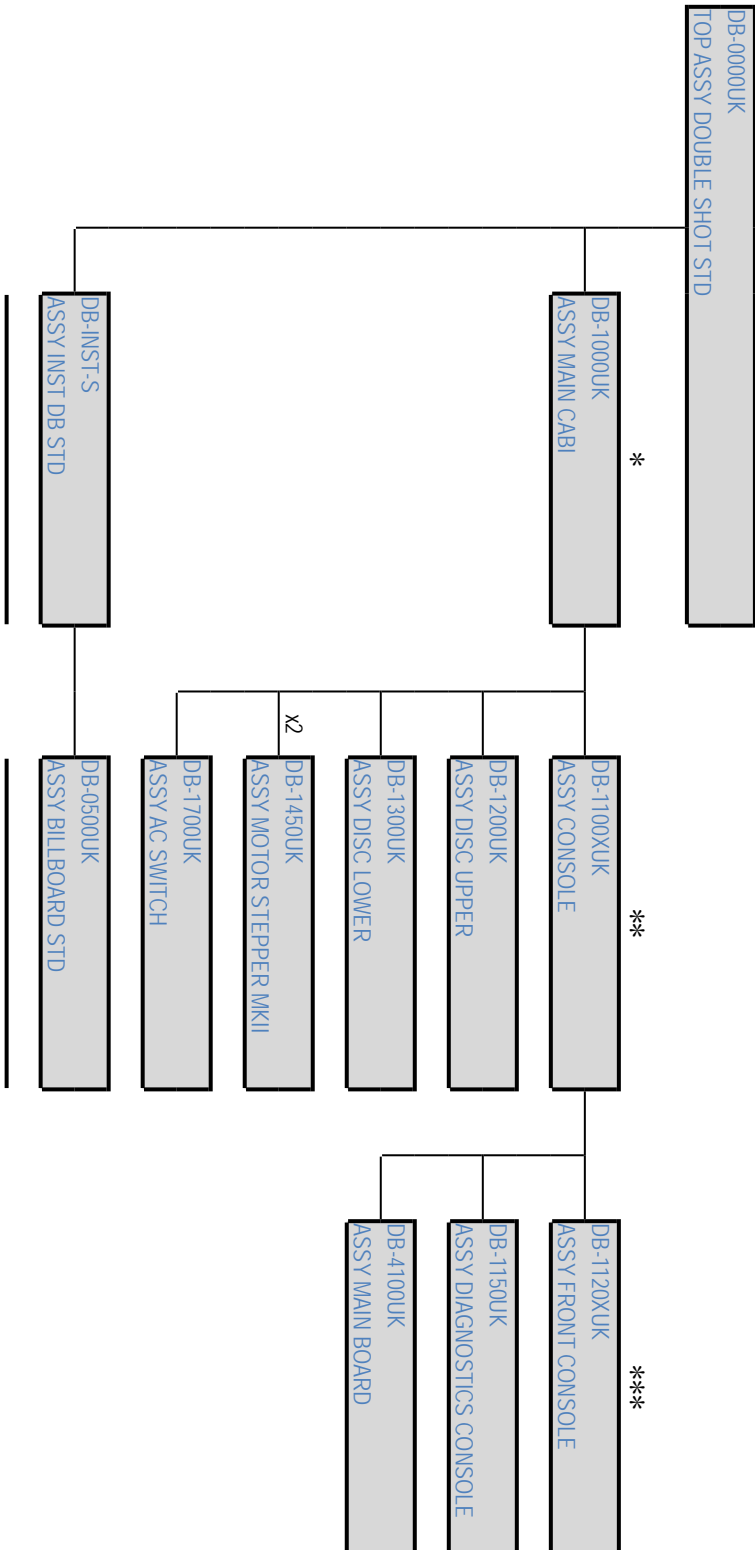 DB-0000UK
TOP ASSY DOUBLE SHOT STD
*
DB-1000UK
ASSY MAIN CABI
**
DB-1100XUK
ASSY CONSOLE
***
DB-1120XUK
ASSY FRONT CONSOLE
DB-1200UK
ASSY DISC UPPER
DB-1150UK
ASSY DIAGNOSTICS CONSOLE
DB-1300UK
ASSY DISC LOWER
DB-4100UK
ASSY MAIN BOARD
x2
DB-1450UK
ASSY MOTOR STEPPER MKII
DB-1700UK
ASSY AC SWITCH
DB-INST-S
ASSY INST DB STD
DB-0500UK
ASSY BILLBOARD STD